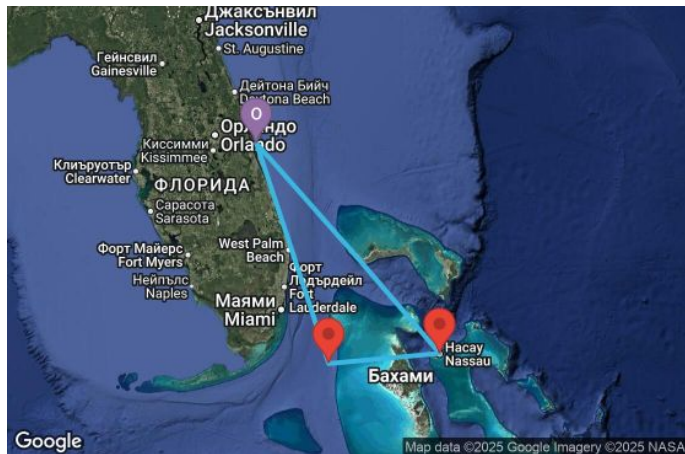 Джаксънвил
Jacksonville
St. Augustine
Гейнсвил
Gainesville
Дейтона Бийч
Daytona Beach
O
Орландо
Orlando
Киссимми
Kissimmee
Клиъруотър
Clearwater
ФЛОРИДА
Сарасота
Sarasota
Форт Майерс
Fort Myers
West Palm
Beach
Нейпълс
Naples
Форт
Лодърдейл
Fort
Lauderdale
Маями
Miami
Насау
Nassau
Бахами
Google
Map data ©2025 Google Imagery ©2025 NASA